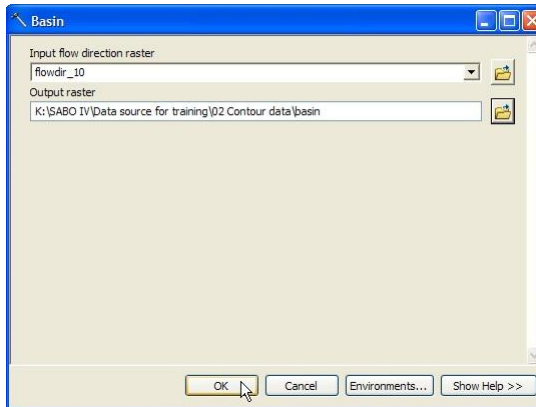 Basin
Input flow direction raster
flowdir_10
Output raster
K:\SABO IV\Data source for training\02 Contour data\basin
OK Cancel Environments... Show Help >>